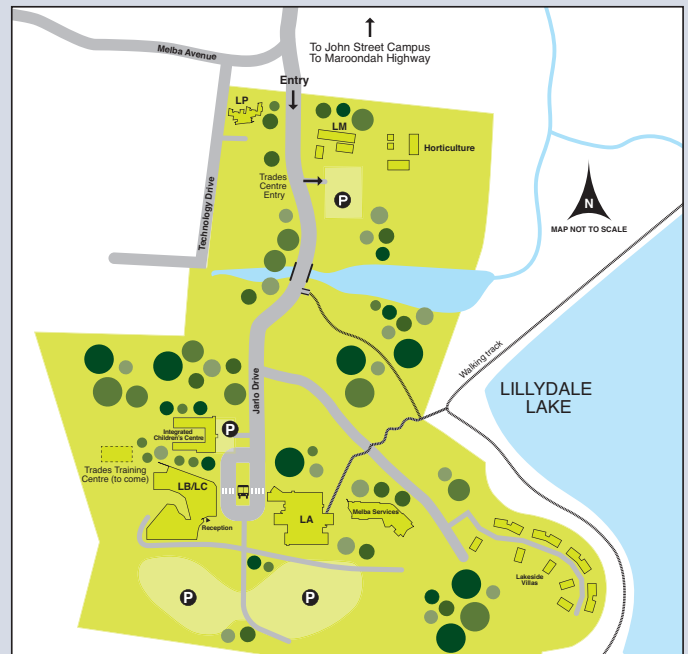 To John Street Campus
To Maroondah Highway
Melba Avenue
Entry
LP
LM
Horticulture
Trades
Centre
Entry
P
Technology Drive
N
MAP NOT TO SCALE
Walking track
LILLYDALE
LAKE
Jarlo Drive
P
Integrated
Children's Centre
Trades Training
Centre (to come)
LB/LC
Reception
LA
Melba Services
Lakeside
Villas
P
P